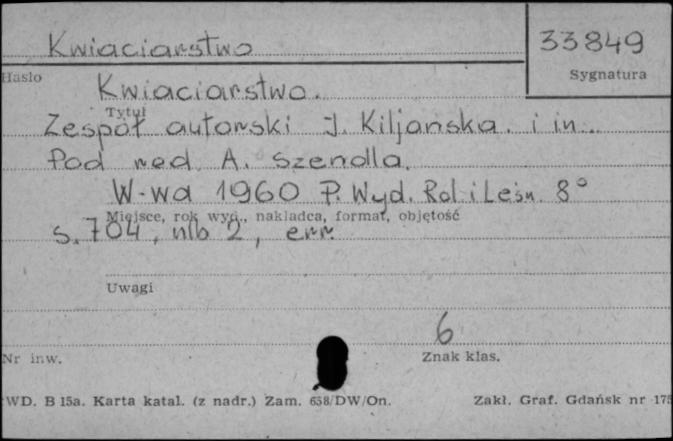 Kwiaciarstwo
33849
Hasło
Sygnatura
Kwiaciarstwo.
Tytuł
Zespół autorski J. Kiljańska. i in.
Pod red. A. Szendla.
W-wa 1960 P. Wyd. Rol. i Leśn. 8°
Miejsce, rok wyd., nakładca, format, objętość
s. 704, nlb 2, err.
Uwagi
6
Nr inw.
Znak klas.
WD. B 15a. Karta katal. (z nadr.) Zam. 658/DW/On.
Zakł. Graf. Gdańsk nr 175